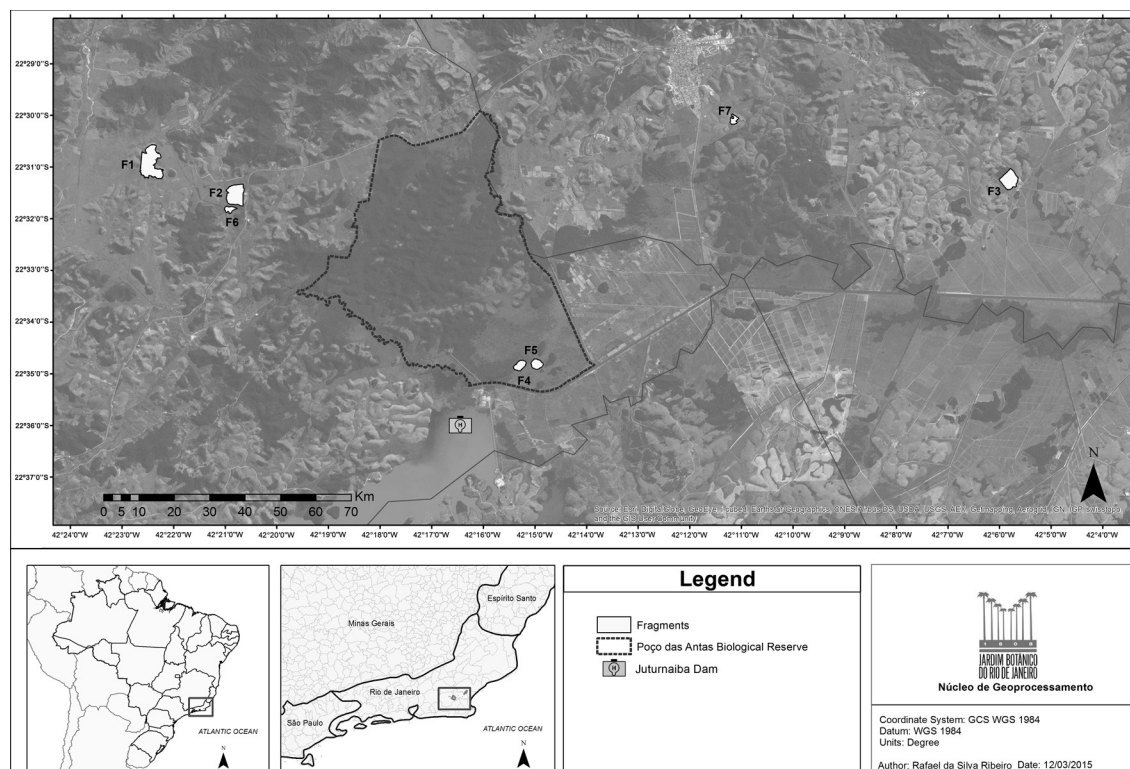 22°29'0"S
22°30'0"S
22°31'0"S
22°32'0"S
22°33'0"S
22°34'0"S
22°35'0"S
22°36'0"S
22°37'0"S
F1
F2
F6
F7
F3
F5
F4
H
N
Km
0 5 10 20 30 40 50 60 70
and the GIS User Community
42°24'0"W 42°23'0"W 42°22'0"W 42°21'0"W 42°20'0"W 42°19'0"W 42°18'0"W 42°17'0"W 42°16'0"W 42°15'0"W 42°14'0"W 42°13'0"W 42°12'0"W 42°11'0"W 42°10'0"W 42°9'0"W 42°8'0"W 42°7'0"W 42°6'0"W 42°5'0"W 42°4'0"W
ATLANTIC OCEAN
N
Espírito Santo
Minas Gerais
Rio de Janeiro
São Paulo
ATLANTIC OCEAN
N
Legend
Fragments
Poço das Antas Biological Reserve
H
Juturnaiba Dam
JARDIM BOTÂNICO
DO RIO DE JANEIRO
Núcleo de Geoprocessamento
Coordinate System: GCS WGS 1984
Datum: WGS 1984
Units: Degree
Author: Rafael da Silva Ribeiro Date: 12/03/2015